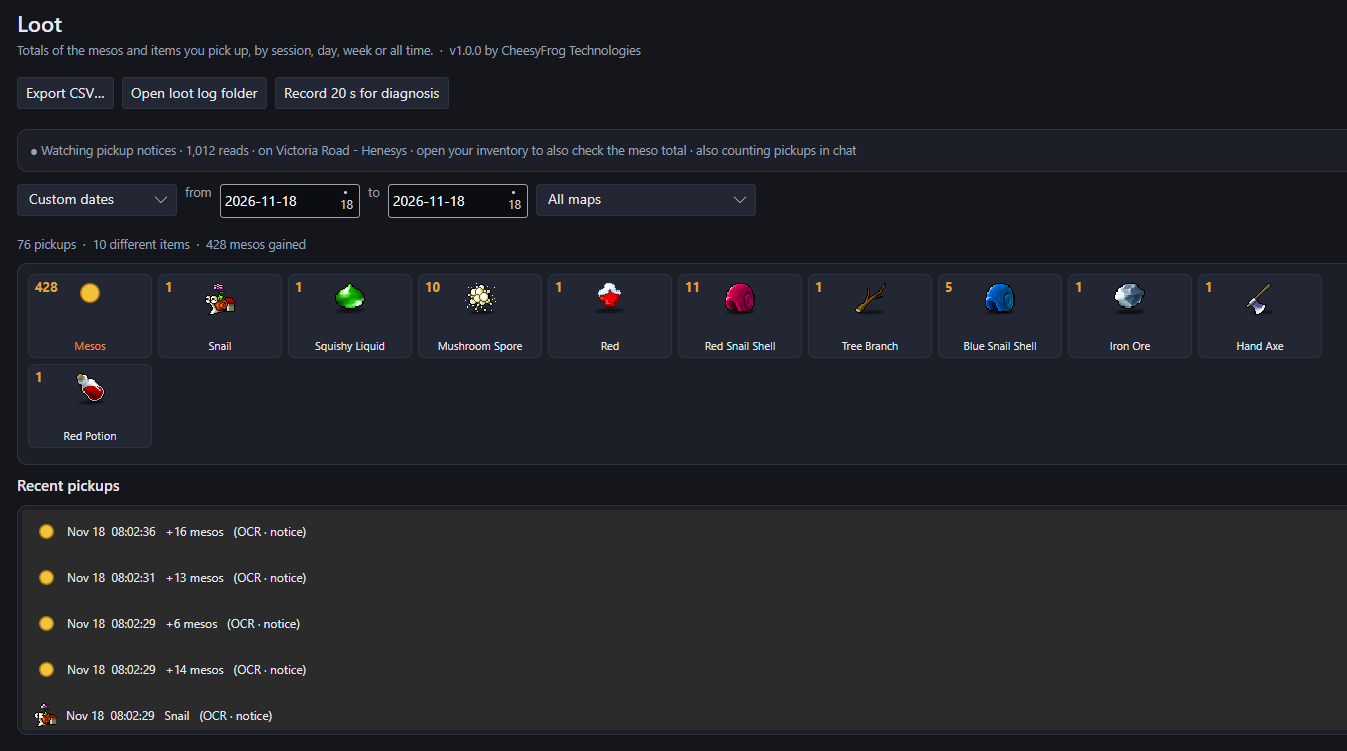 Loot
Totals of the mesos and items you pick up, by session, day, week or all time. · v1.0.0 by CheesyFrog Technologies
Export CSV... Open loot log folder Record 20 s for diagnosis
● Watching pickup notices · 1,012 reads · on Victoria Road - Henesys · open your inventory to also check the meso total · also counting pickups in chat
Custom dates from 2026-11-18 18 to 2026-11-18 18 All maps
76 pickups · 10 different items · 428 mesos gained
428 1 1 10 1 11 1 5 1 1
Mesos Snail Squishy Liquid Mushroom Spore Red Red Snail Shell Tree Branch Blue Snail Shell Iron Ore Hand Axe
1
Red Potion
Recent pickups
Nov 18 08:02:36 +16 mesos (OCR · notice)
Nov 18 08:02:31 +13 mesos (OCR · notice)
Nov 18 08:02:29 +6 mesos (OCR · notice)
Nov 18 08:02:29 +14 mesos (OCR · notice)
Nov 18 08:02:29 Snail (OCR · notice)